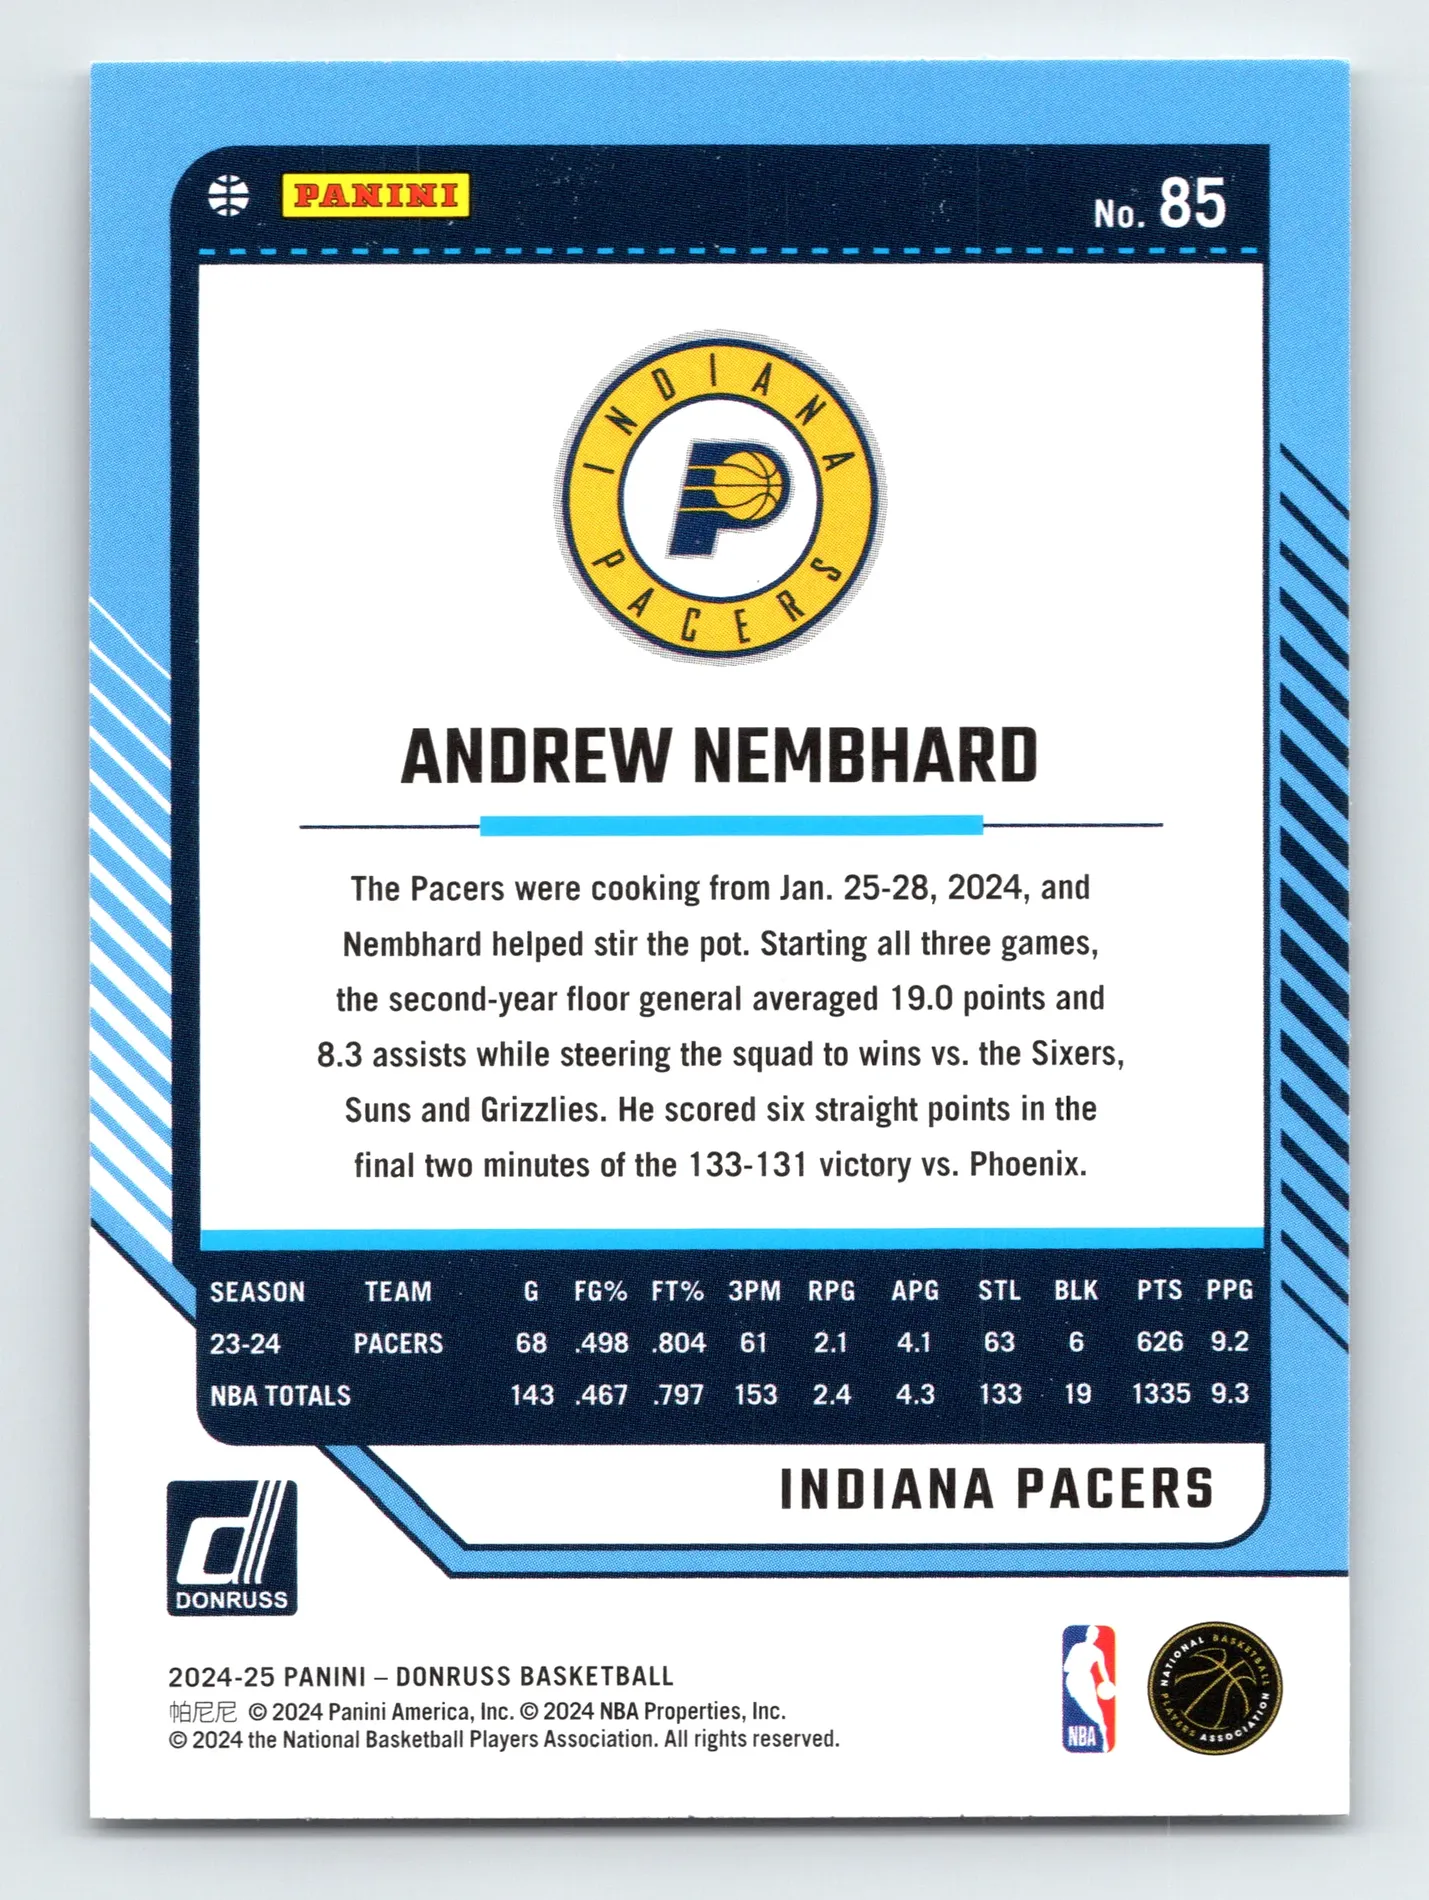 PANINI
No. 85
INDIANA
PACERS
ANDREW NEMBHARD
The Pacers were cooking from Jan. 25-28, 2024, and
Nembhard helped stir the pot. Starting all three games,
the second-year floor general averaged 19.0 points and
8.3 assists while steering the squad to wins vs. the Sixers,
Suns and Grizzlies. He scored six straight points in the
final two minutes of the 133-131 victory vs. Phoenix.
SEASON TEAM G FG% FT% 3PM RPG APG STL BLK PTS PPG
23-24 PACERS 68 .498 .804 61 2.1 4.1 63 6 626 9.2
NBA TOTALS 143 .467 .797 153 2.4 4.3 133 19 1335 9.3
INDIANA PACERS
DONRUSS
2024-25 PANINI – DONRUSS BASKETBALL
帕尼尼 © 2024 Panini America, Inc. © 2024 NBA Properties, Inc.
© 2024 the National Basketball Players Association. All rights reserved.
NBA
NATIONAL BASKETBALL
PLAYERS ASSOCIATION